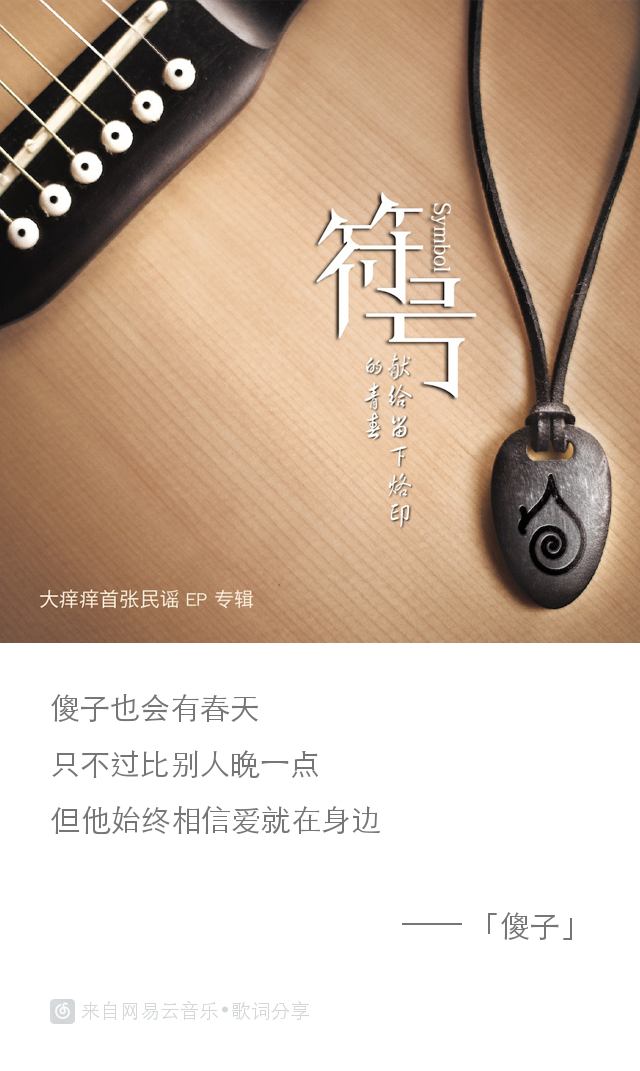 符号
Symbol
献给留下烙印
的青春
大痒痒首张民谣 EP 专辑
傻子也会有春天
只不过比别人晚一点
但他始终相信爱就在身边
——「傻子」
来自网易云音乐•歌词分享